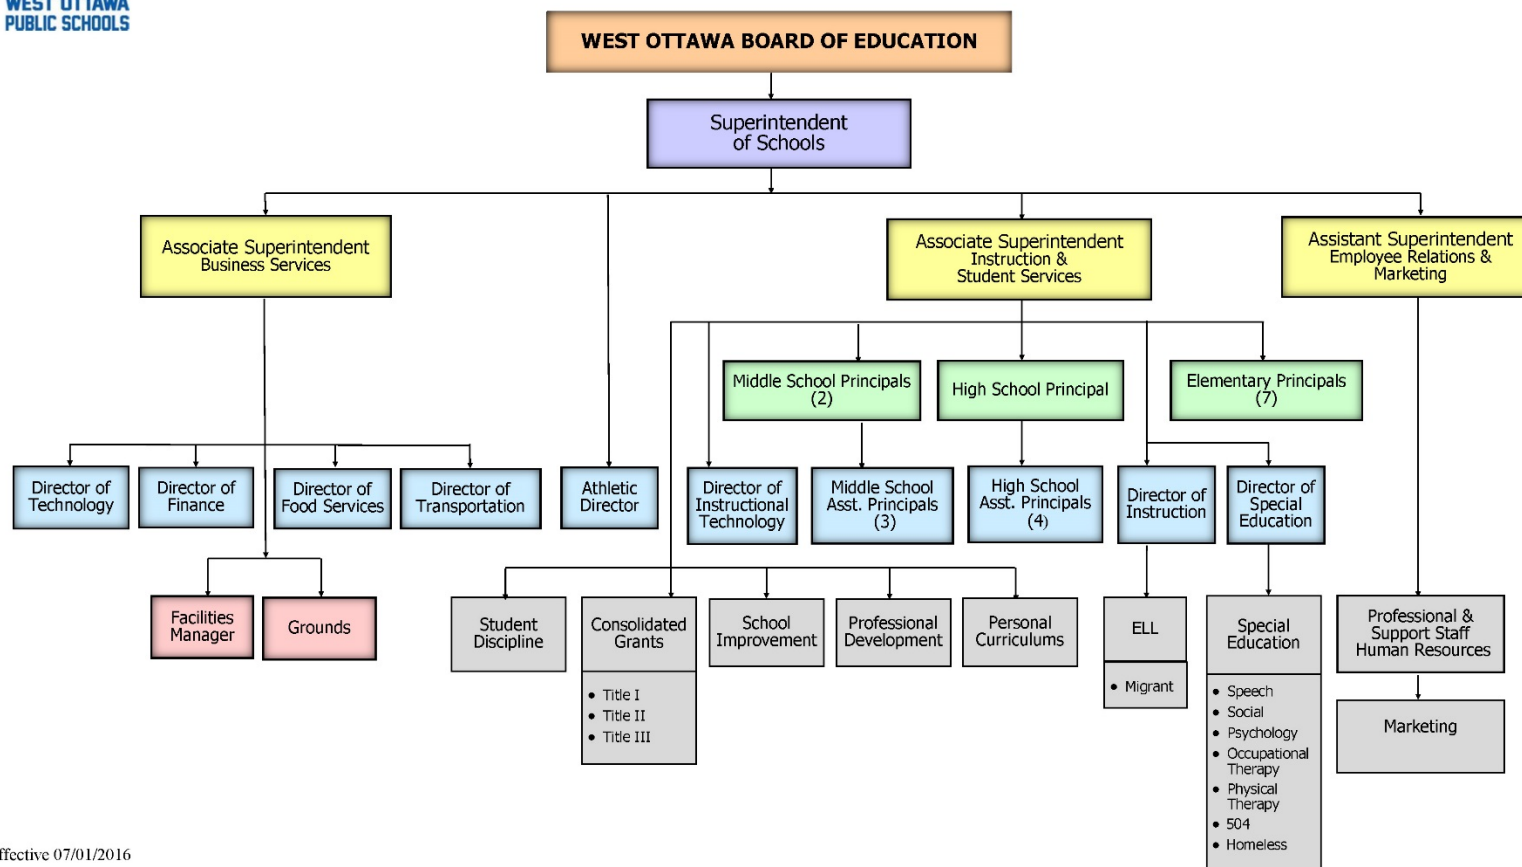 WEST OTTAWA
PUBLIC SCHOOLS
WEST OTTAWA BOARD OF EDUCATION
Superintendent
of Schools
Associate Superintendent
Business Services
Associate Superintendent
Instruction &
Student Services
Assistant Superintendent
Employee Relations &
Marketing
Middle School Principals
(2)
High School Principal
Elementary Principals
(7)
Director of
Technology
Director of
Finance
Director of
Food Services
Director of
Transportation
Athletic
Director
Director of
Instructional
Technology
Middle School
Asst. Principals
(3)
High School
Asst. Principals
(4)
Director of
Instruction
Director of
Special
Education
Facilities
Manager
Grounds
Student
Discipline
Consolidated
Grants
• Title I
• Title II
• Title III
School
Improvement
Professional
Development
Personal
Curriculums
ELL
• Migrant
Special
Education
• Speech
• Social
• Psychology
• Occupational
Therapy
• Physical
Therapy
• 504
• Homeless
Professional &
Support Staff
Human Resources
Marketing
ffective 07/01/2016